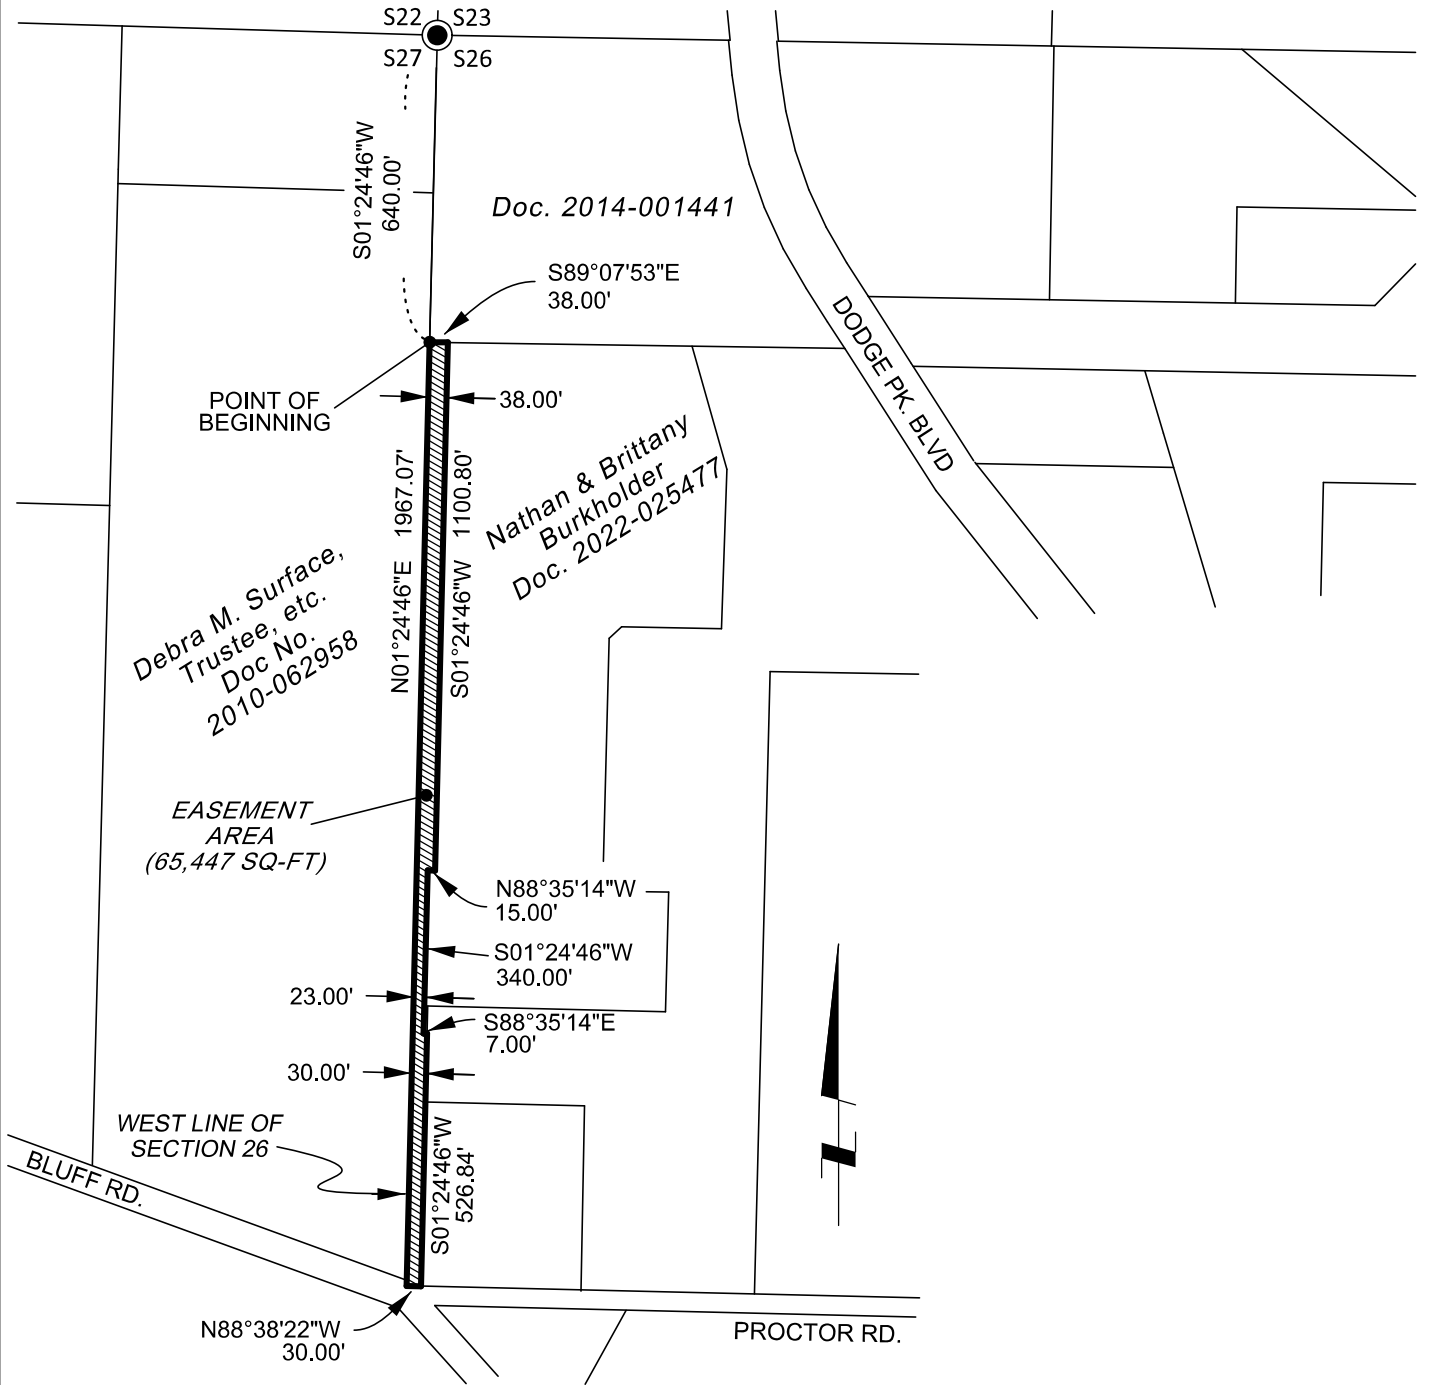 S22 S23
S27 S26
S01°24'46"W
640.00'
Doc. 2014-001441
S89°07'53"E
38.00'
DODGE PK. BLVD
POINT OF
BEGINNING
38.00'
N01°24'46"E 1967.07'
S01°24'46"W 1100.80'
Nathan & Brittany
Burkholder
Doc. 2022-025477
Debra M. Surface,
Trustee, etc.
Doc No.
2010-062958
EASEMENT
AREA
(65,447 SQ-FT)
N88°35'14"W
15.00'
S01°24'46"W
340.00'
23.00'
S88°35'14"E
7.00'
30.00'
WEST LINE OF
SECTION 26
S01°24'46"W
526.84'
BLUFF RD.
N88°38'22"W
30.00'
PROCTOR RD.
Z